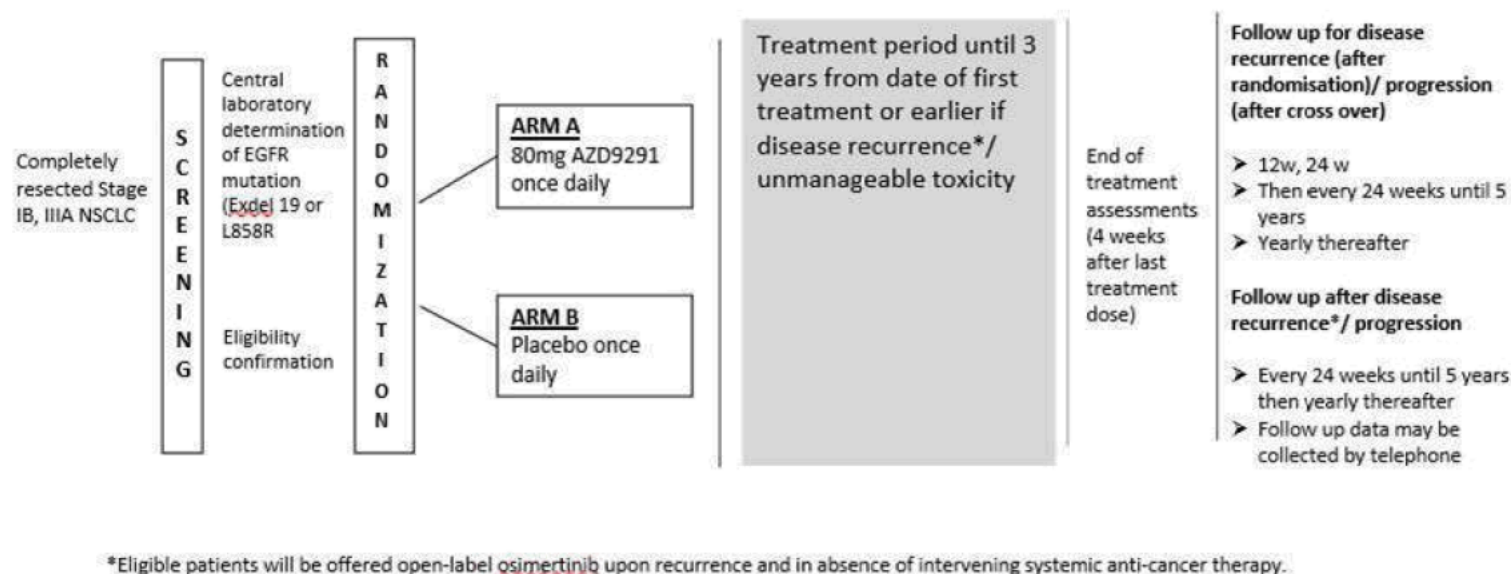 Completely
resected Stage
IB, IIIA NSCLC
SCREENING
Central
laboratory
determination
of EGFR
mutation
(Exdel 19 or
L858R
Eligibility
confirmation
RANDOMIZATION
ARM A
80mg AZD9291
once daily
ARM B
Placebo once
daily
Treatment period until 3
years from date of first
treatment or earlier if
disease recurrence*/
unmanageable toxicity
End of
treatment
assessments
(4 weeks
after last
treatment
dose)
Follow up for disease
recurrence (after
randomisation)/ progression
(after cross over)
➤ 12w, 24 w
➤ Then every 24 weeks until 5
years
➤ Yearly thereafter
Follow up after disease
recurrence*/ progression
➤ Every 24 weeks until 5 years
then yearly thereafter
➤ Follow up data may be
collected by telephone
*Eligible patients will be offered open-label osimertinib upon recurrence and in absence of intervening systemic anti-cancer therapy.